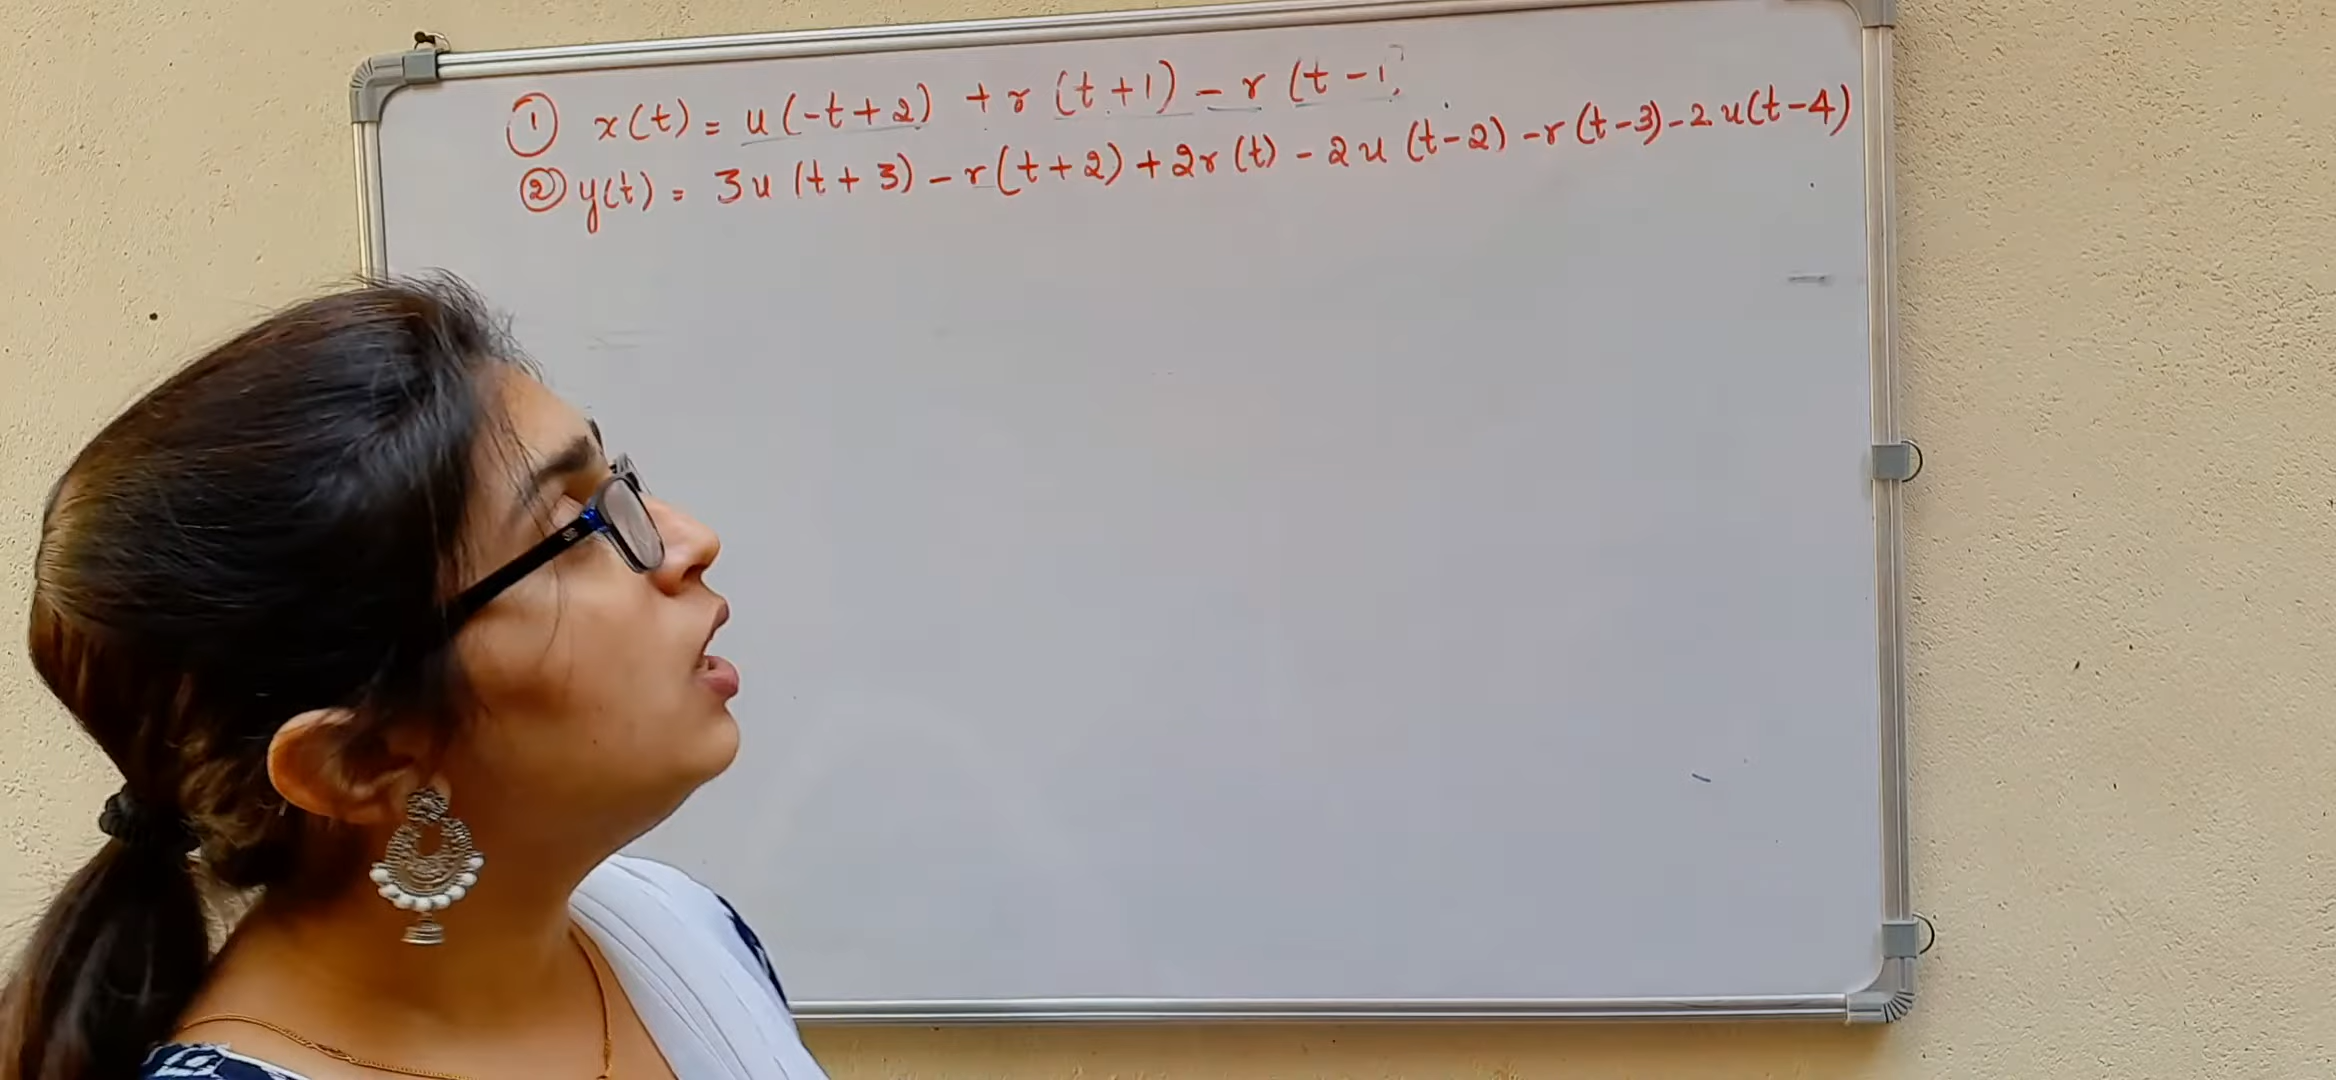 ① x(t) = u(-t+2) + r(t+1) - r(t-1)
② y(t) = 3u(t+3) - r(t+2) + 2r(t) - 2u(t-2) - r(t-3) - 2u(t-4)